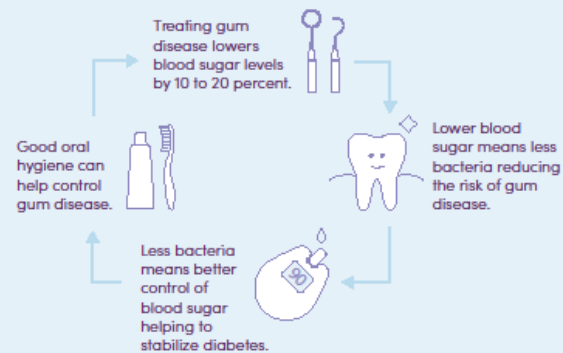 Treating gum
disease lowers
blood sugar levels
by 10 to 20 percent.
Lower blood
sugar means less
bacteria reducing
the risk of gum
disease.
Less bacteria
means better
control of
blood sugar
helping to
stabilize diabetes.
90
Good oral
hygiene can
help control
gum disease.